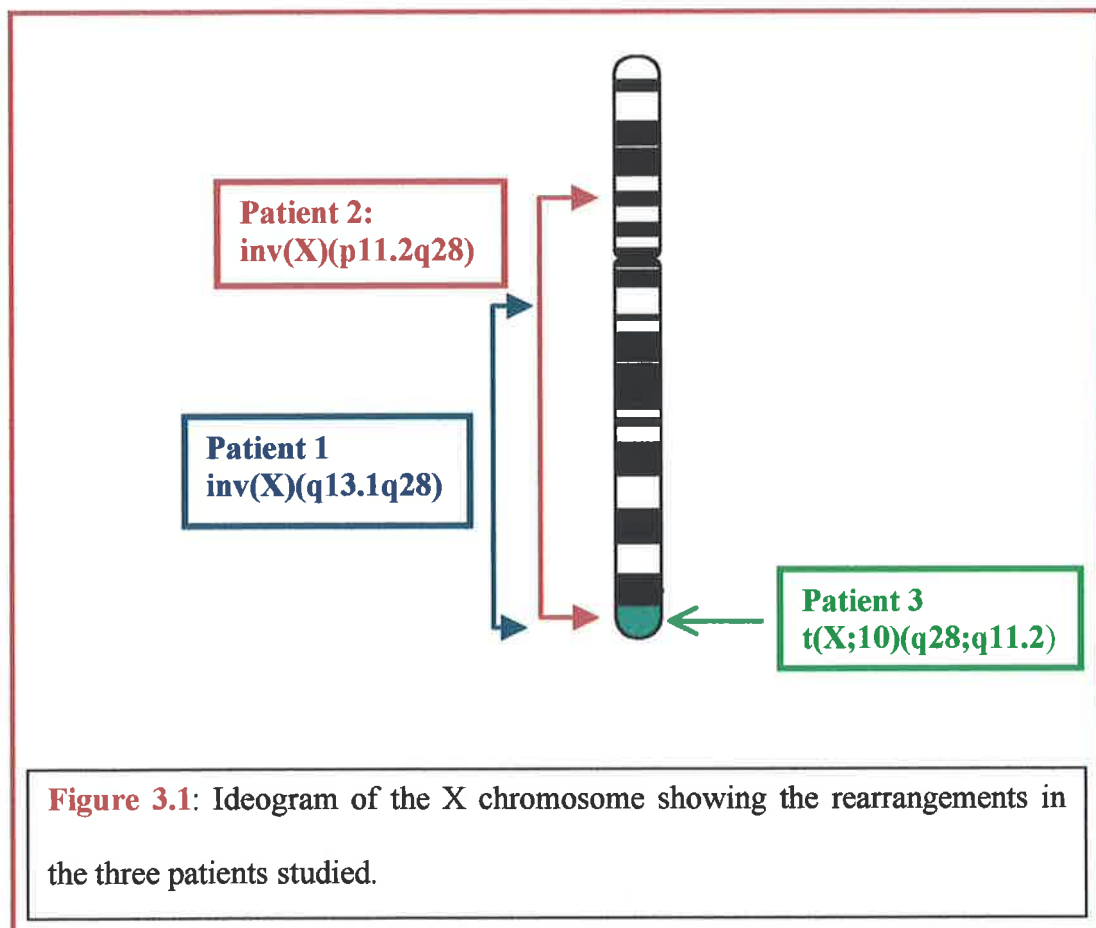 Patient 2:
inv(X)(p11.2q28)
Patient 1
inv(X)(q13.1q28)
Patient 3
t(X;10)(q28;q11.2)
Figure 3.1: Ideogram of the X chromosome showing the rearrangements in
the three patients studied.